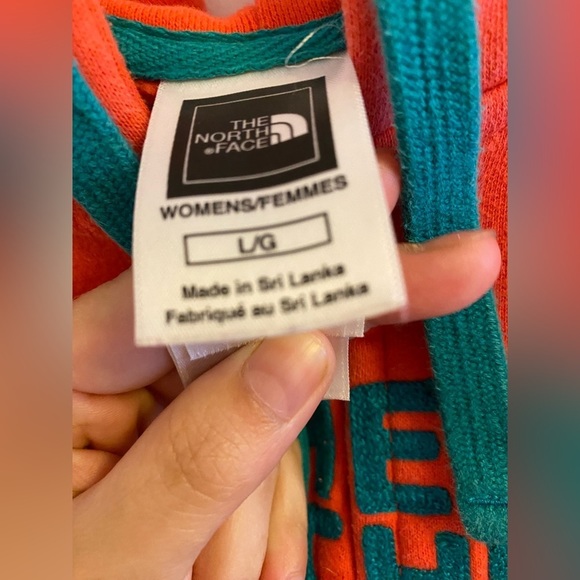 THE
NORTH
®FACE
WOMENS/FEMMES
L/G
Made in Sri Lanka
Fabriqué au Sri Lanka